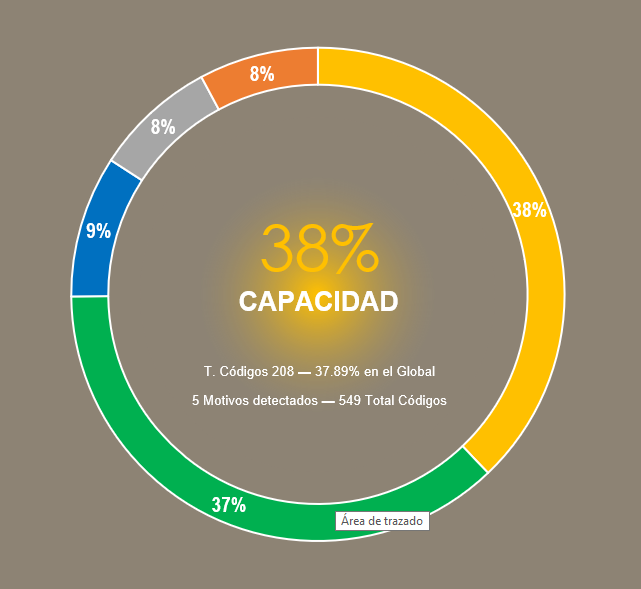 8%
8%
38%
9%
38%
CAPACIDAD
T. Códigos 208 — 37.89% en el Global
5 Motivos detectados — 549 Total Códigos
37%
Área de trazado